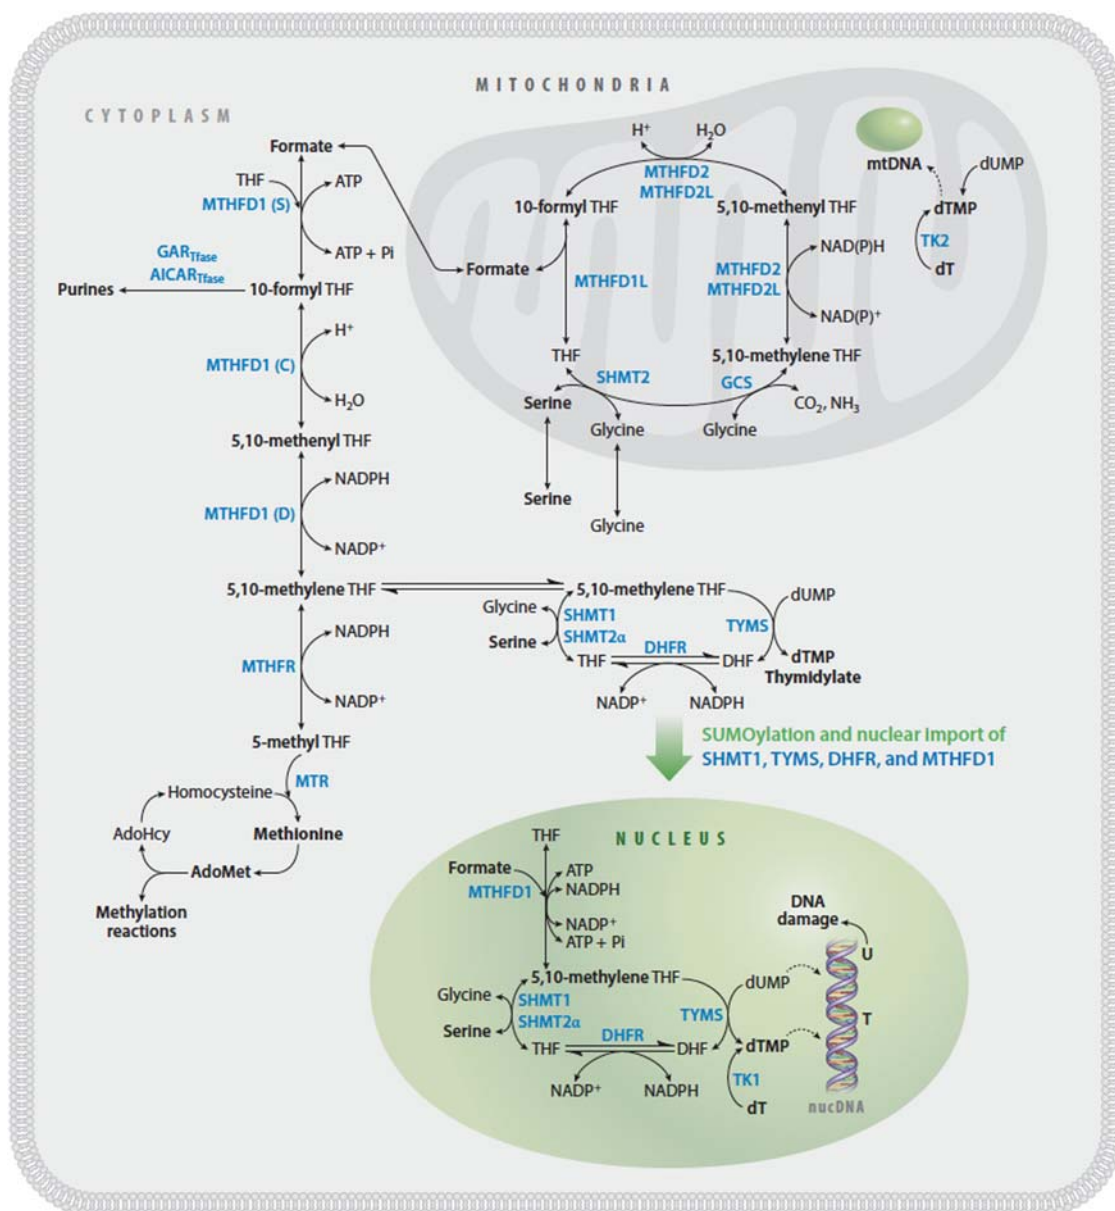 MITOCHONDRIA
CYTOPLASM
Formate
THF
ATP
MTHFD1 (S)
ATP + Pi
GAR Tfase
AICAR Tfase
Purines
10-formyl THF
H⁺
MTHFD1 (C)
H₂O
5,10-methenyl THF
NADPH
MTHFD1 (D)
NADP⁺
5,10-methylene THF
NADPH
MTHFR
NADP⁺
5-methyl THF
MTR
Homocysteine
AdoHcy
Methionine
AdoMet
Methylation
reactions
H⁺
H₂O
MTHFD2
MTHFD2L
10-formyl THF
5,10-methenyl THF
Formate
MTHFD1L
MTHFD2
MTHFD2L
NAD(P)H
NAD(P)⁺
THF
5,10-methylene THF
SHMT2
GCS
Serine
Glycine
Glycine
CO₂, NH₃
Serine
Glycine
mtDNA
dUMP
dTMP
TK2
dT
5,10-methylene THF
Glycine
SHMT1
Serine
SHMT2α
TYMS
dUMP
THF
DHFR
DHF
dTMP
Thymidylate
NADP⁺
NADPH
SUMOylation and nuclear import of
SHMT1, TYMS, DHFR, and MTHFD1
NUCLEUS
THF
Formate
MTHFD1
ATP
NADPH
NADP⁺
ATP + Pi
5,10-methylene THF
Glycine
SHMT1
Serine
SHMT2α
TYMS
dUMP
THF
DHFR
DHF
dTMP
NADP⁺
NADPH
TK1
dT
DNA
damage
U
T
nucDNA